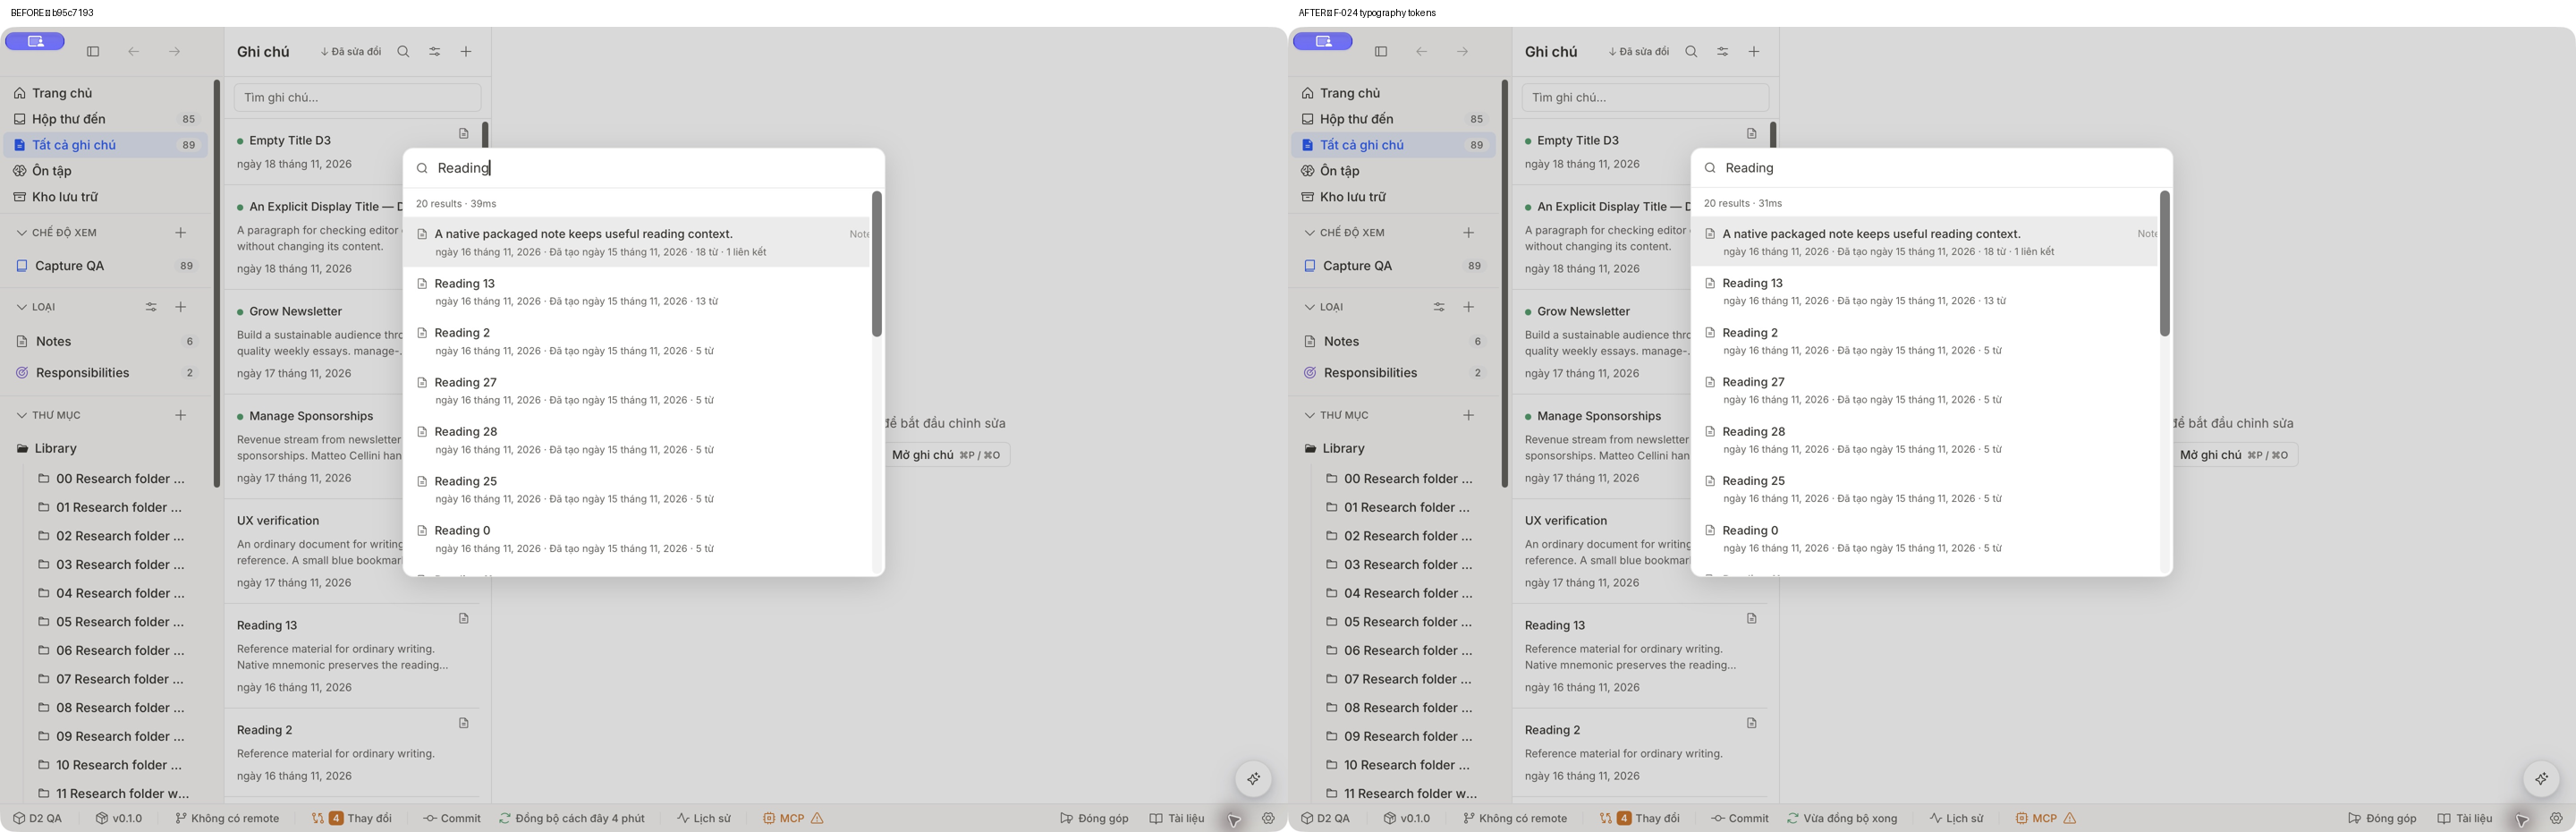 BEFORE b95c7193
Ghi chú
Đã sửa đổi
Trang chủ
Hộp thư đến 85
Tất cả ghi chú 89
Ôn tập
Kho lưu trữ
CHẾ ĐỘ XEM
Capture QA 89
LOẠI
Notes 6
Responsibilities 2
THƯ MỤC
Library
00 Research folder ...
01 Research folder ...
02 Research folder ...
03 Research folder ...
04 Research folder ...
05 Research folder ...
06 Research folder ...
07 Research folder ...
08 Research folder ...
09 Research folder ...
10 Research folder ...
11 Research folder w...
Tìm ghi chú...
Empty Title D3
ngày 18 tháng 11, 2026
An Explicit Display Title —
A paragraph for checking editor
without changing its content.
ngày 18 tháng 11, 2026
Grow Newsletter
Build a sustainable audience
quality weekly essays. manage-
ngày 17 tháng 11, 2026
Manage Sponsorships
Revenue stream from newsletter
sponsorships. Matteo Cellini
ngày 17 tháng 11, 2026
UX verification
An ordinary document for writing
reference. A small blue
ngày 17 tháng 11, 2026
Reading 13
Reference material for ordinary writing.
Native mnemonic preserves the reading...
ngày 16 tháng 11, 2026
Reading 2
Reference material for ordinary writing.
ngày 16 tháng 11, 2026
Reading
20 results · 39ms
A native packaged note keeps useful reading context. Note
ngày 16 tháng 11, 2026 · Đã tạo ngày 15 tháng 11, 2026 · 18 từ · 1 liên kết
Reading 13
ngày 16 tháng 11, 2026 · Đã tạo ngày 15 tháng 11, 2026 · 13 từ
Reading 2
ngày 16 tháng 11, 2026 · Đã tạo ngày 15 tháng 11, 2026 · 5 từ
Reading 27
ngày 16 tháng 11, 2026 · Đã tạo ngày 15 tháng 11, 2026 · 5 từ
Reading 28
ngày 16 tháng 11, 2026 · Đã tạo ngày 15 tháng 11, 2026 · 5 từ
Reading 25
ngày 16 tháng 11, 2026 · Đã tạo ngày 15 tháng 11, 2026 · 5 từ
Reading 0
ngày 16 tháng 11, 2026 · Đã tạo ngày 15 tháng 11, 2026 · 5 từ
để bắt đầu chỉnh sửa
Mở ghi chú ⌘P / ⌘O
D2 QA v0.1.0 Không có remote 4 Thay đổi Commit Đồng bộ cách đây 4 phút Lịch sử MCP Đóng góp Tài liệu
AFTER F-024 typography tokens
Ghi chú
Đã sửa đổi
Trang chủ
Hộp thư đến 85
Tất cả ghi chú 89
Ôn tập
Kho lưu trữ
CHẾ ĐỘ XEM
Capture QA 89
LOẠI
Notes 6
Responsibilities 2
THƯ MỤC
Library
00 Research folder ...
01 Research folder ...
02 Research folder ...
03 Research folder ...
04 Research folder ...
05 Research folder ...
06 Research folder ...
07 Research folder ...
08 Research folder ...
09 Research folder ...
10 Research folder ...
11 Research folder w...
Tìm ghi chú...
Empty Title D3
ngày 18 tháng 11, 2026
An Explicit Display Title —
A paragraph for checking editor
without changing its content.
ngày 18 tháng 11, 2026
Grow Newsletter
Build a sustainable audience
quality weekly essays. manage-
ngày 17 tháng 11, 2026
Manage Sponsorships
Revenue stream from newsletter
sponsorships. Matteo Cellini
ngày 17 tháng 11, 2026
UX verification
An ordinary document for writing
reference. A small blue
ngày 17 tháng 11, 2026
Reading 13
Reference material for ordinary writing.
Native mnemonic preserves the reading...
ngày 16 tháng 11, 2026
Reading 2
Reference material for ordinary writing.
ngày 16 tháng 11, 2026
Reading
20 results · 31ms
A native packaged note keeps useful reading context. Note
ngày 16 tháng 11, 2026 · Đã tạo ngày 15 tháng 11, 2026 · 18 từ · 1 liên kết
Reading 13
ngày 16 tháng 11, 2026 · Đã tạo ngày 15 tháng 11, 2026 · 13 từ
Reading 2
ngày 16 tháng 11, 2026 · Đã tạo ngày 15 tháng 11, 2026 · 5 từ
Reading 27
ngày 16 tháng 11, 2026 · Đã tạo ngày 15 tháng 11, 2026 · 5 từ
Reading 28
ngày 16 tháng 11, 2026 · Đã tạo ngày 15 tháng 11, 2026 · 5 từ
Reading 25
ngày 16 tháng 11, 2026 · Đã tạo ngày 15 tháng 11, 2026 · 5 từ
Reading 0
ngày 16 tháng 11, 2026 · Đã tạo ngày 15 tháng 11, 2026 · 5 từ
để bắt đầu chỉnh sửa
Mở ghi chú ⌘P / ⌘O
D2 QA v0.1.0 Không có remote 4 Thay đổi Commit Vừa đồng bộ xong Lịch sử MCP Đóng góp Tài liệu